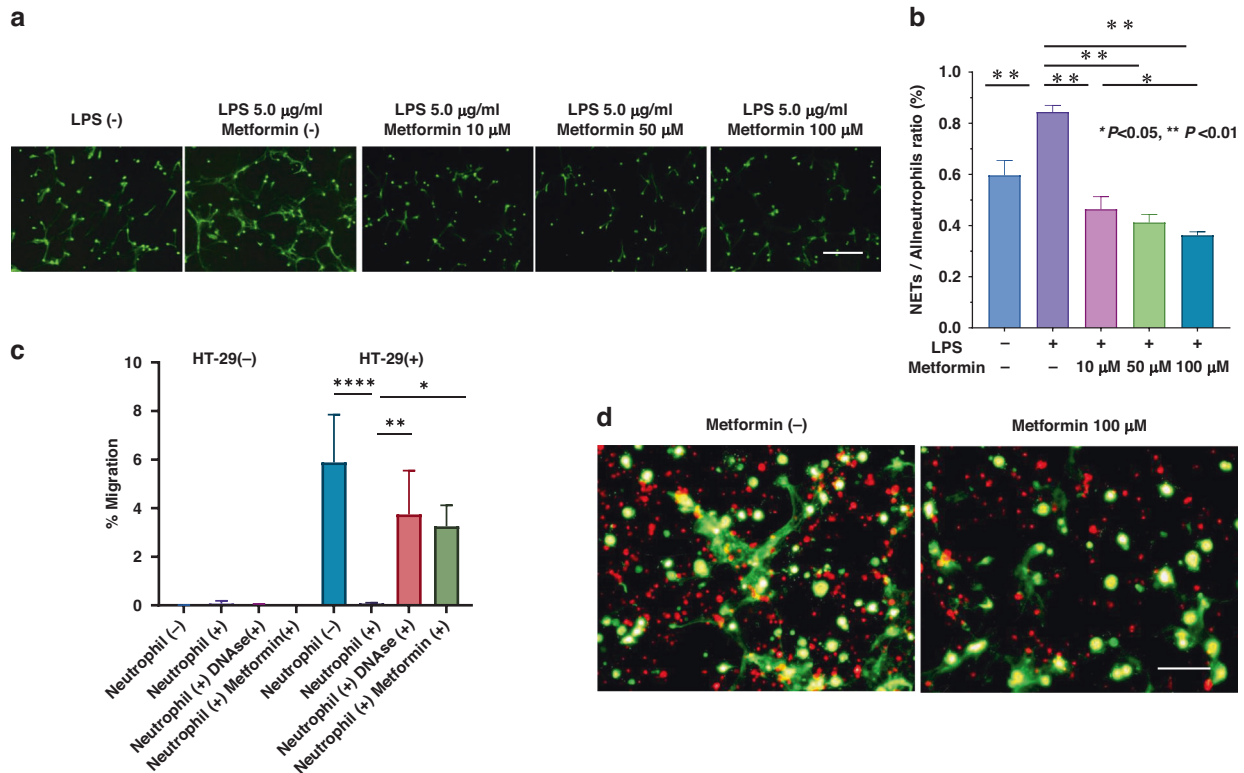 a
LPS (-)
LPS 5.0 µg/ml
Metformin (-)
LPS 5.0 µg/ml
Metformin 10 µM
LPS 5.0 µg/ml
Metformin 50 µM
LPS 5.0 µg/ml
Metformin 100 µM
b
**
**
** ** *
*P<0.05, ** P <0.01
NETs / Allneutrophils ratio (%)
1.0
0.8
0.6
0.4
0.2
0.0
LPS – + + + +
Metformin – – 10 µM 50 µM 100 µM
c
HT-29(–) HT-29(+)
**** *
**
% Migration
10
8
6
4
2
0
Neutrophil (–)
Neutrophil (+)
Neutrophil (+) DNAse(+)
Neutrophil (+) Metformin(+)
Neutrophil (–)
Neutrophil (+)
Neutrophil (+) DNAse (+)
Neutrophil (+) Metformin (+)
d
Metformin (–) Metformin 100 µM